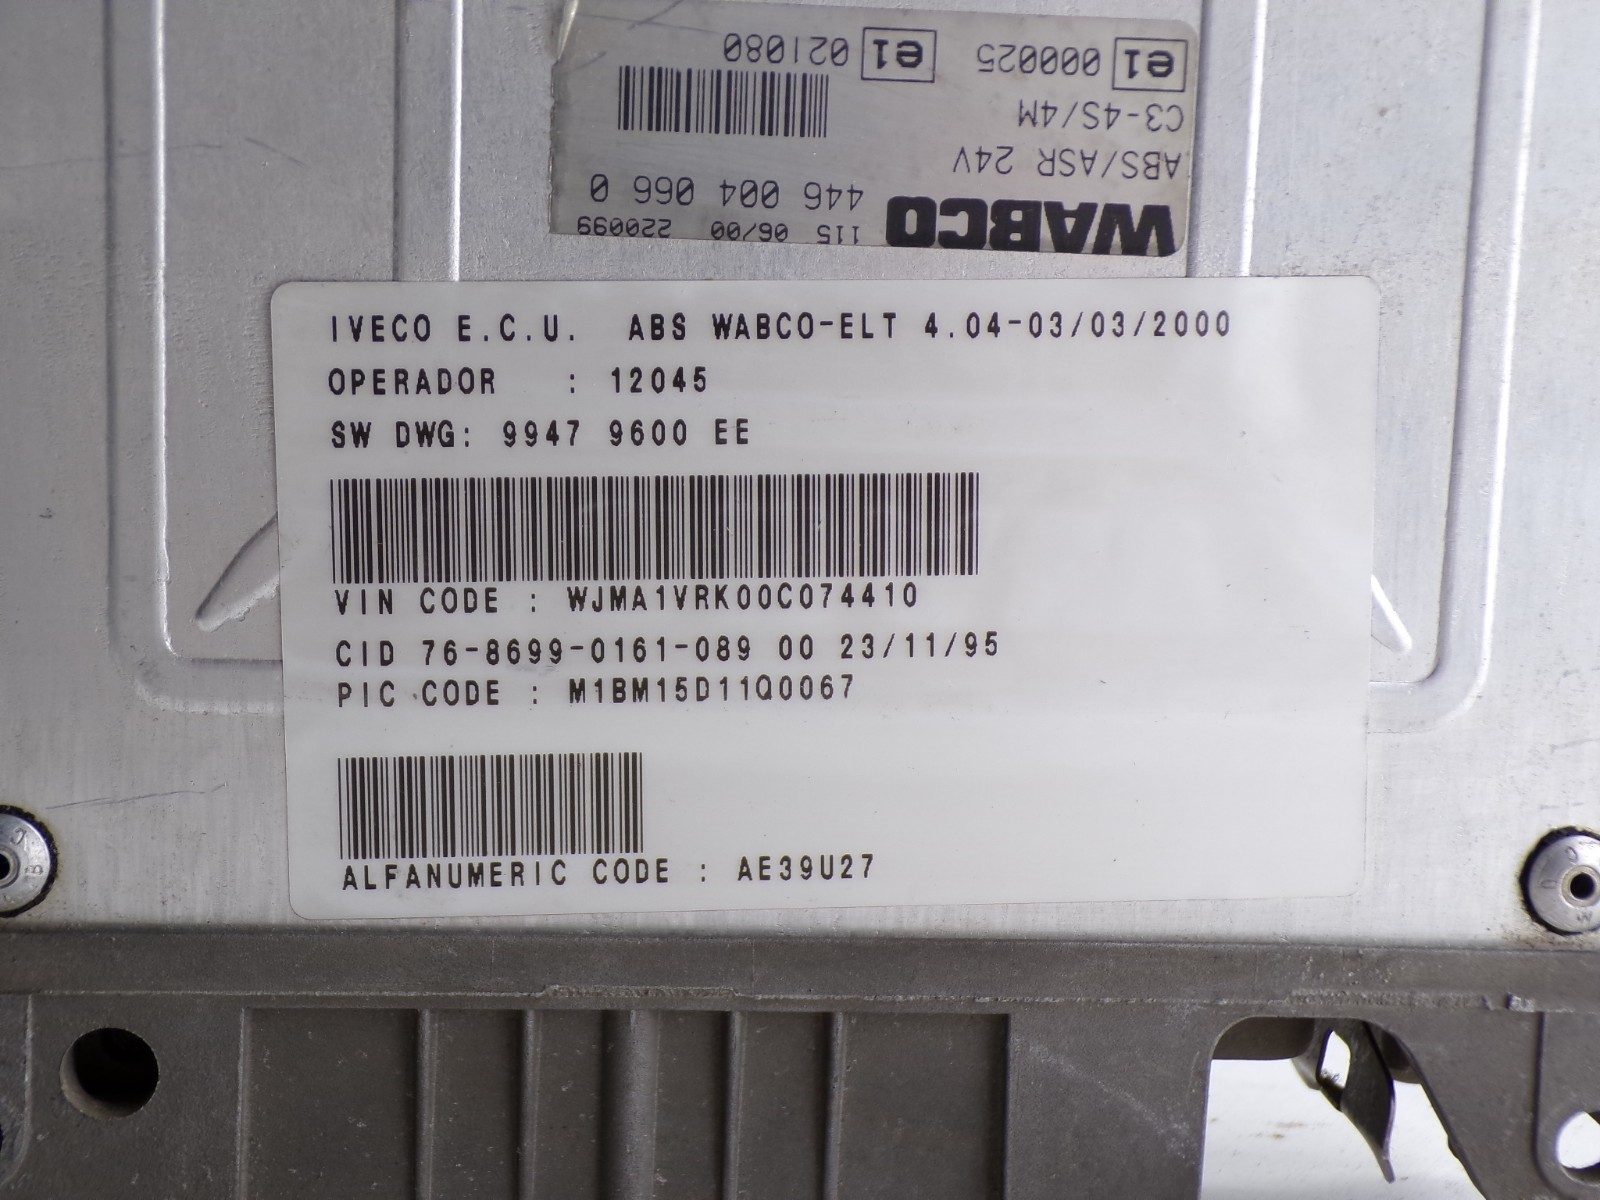 WABCO 115 06/00 220099
446 004 066 0
ABS/ASR 24V
C3-4S/4M
e1 000025 e1 021080
IVECO E.C.U. ABS WABCO-ELT 4.04-03/03/2000
OPERADOR : 12045
SW DWG: 9947 9600 EE
VIN CODE : WJMA1VRK00C074410
CID 76-8699-0161-089 00 23/11/95
PIC CODE : M1BM15D11Q0067
ALFANUMERIC CODE : AE39U27